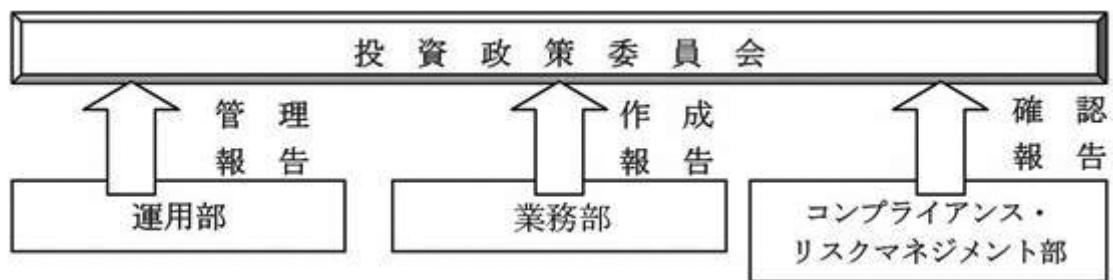 投資政策委員会
管理
報告
作成
報告
確認
報告
運用部
業務部
コンプライアンス・
リスクマネジメント部